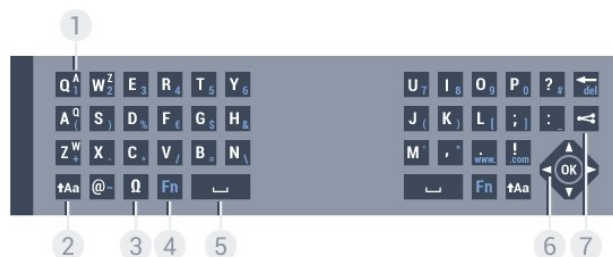 1
Q A 1 W Z 2 E 3 R 4 T 5 Y 6 U 7 I 8 O 9 P 0 ? # del
A Q ( S ) D % F € G $ H & J ( K ) L [ ; ] : _
Z W + X - C * V / B = N \ M ' , " . www. ! .com
Aa @ ~ Ω Fn Fn Aa OK
2 3 4 5 6 7